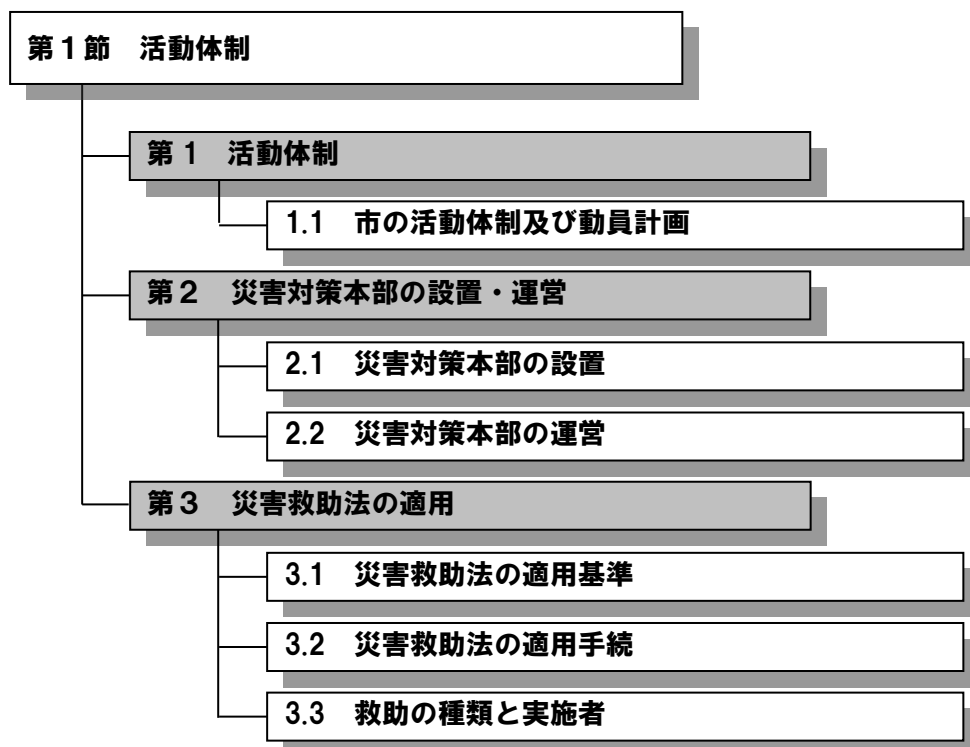 第１節　活動体制
第１　活動体制
1.1　市の活動体制及び動員計画
第２　災害対策本部の設置・運営
2.1　災害対策本部の設置
2.2　災害対策本部の運営
第３　災害救助法の適用
3.1　災害救助法の適用基準
3.2　災害救助法の適用手続
3.3　救助の種類と実施者